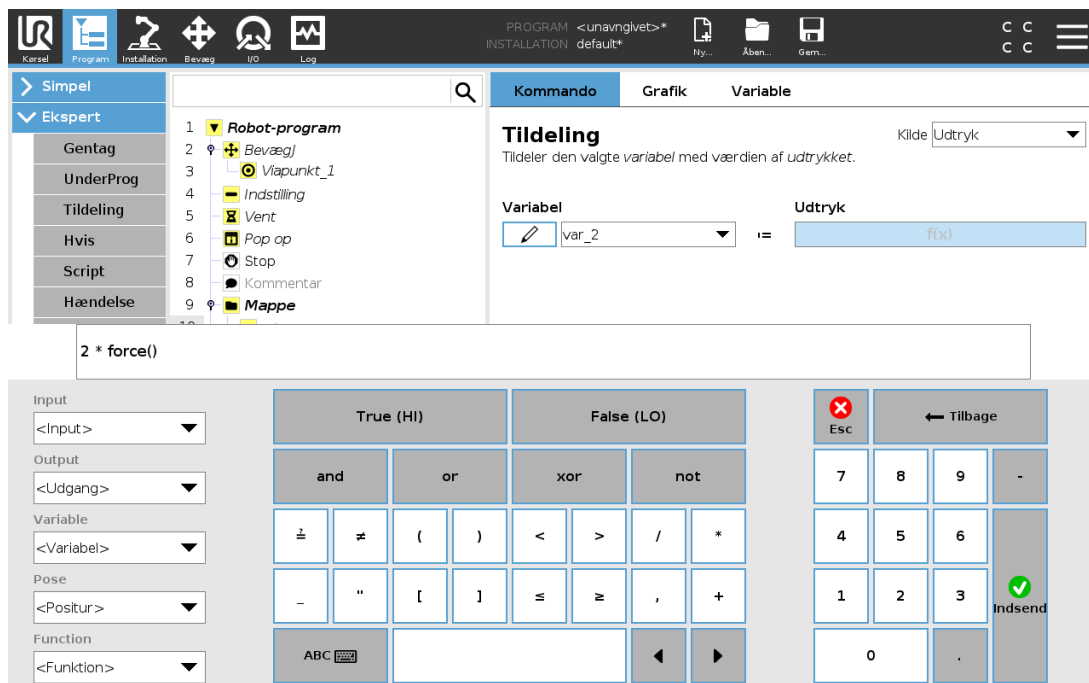 PROGRAM <unavngivet>*
INSTALLATION default*
UR
Kørsel Program Installation Bevæg I/O Log Ny... Åben... Gem...
C C
C C
Simpel
Ekspert
Gentag
UnderProg
Tildeling
Hvis
Script
Hændelse
1 Robot-program
2 BevægJ
3 Viapunkt_1
4 Indstilling
5 Vent
6 Pop op
7 Stop
8 Kommentar
9 Mappe
Kommando Grafik Variable
Tildeling
Kilde Udtryk
Tildeler den valgte variabel med værdien af udtrykket.
Variabel Udtryk
var_2 := f(x)
2 * force()
Input
<Input>
Output
<Udgang>
Variable
<Variabel>
Pose
<Positur>
Function
<Funktion>
True (HI) False (LO)
and or xor not
≟ ≠ ( ) < > / *
_ " [ ] ≤ ≥ , +
ABC
Esc Tilbage
7 8 9 -
4 5 6
1 2 3 Indsend
0 .